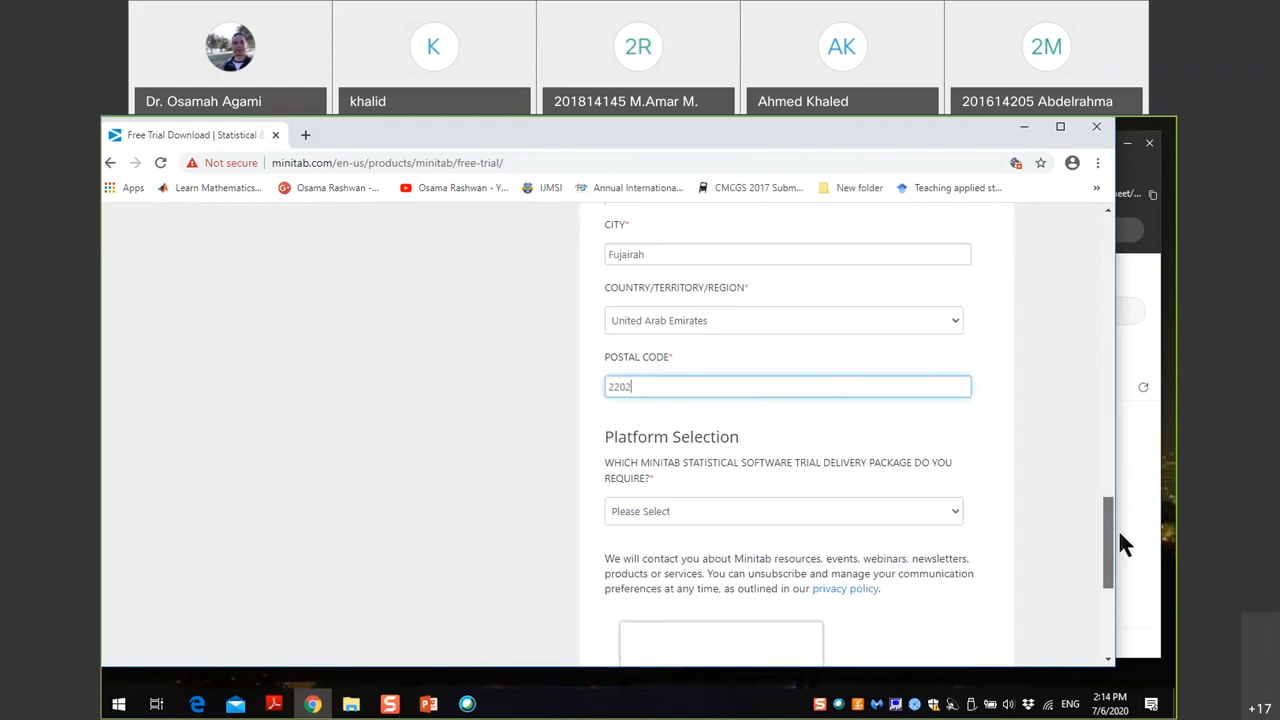 K
2R
AK
2M
Dr. Osamah Agami
khalid
201814145 M.Amar M.
Ahmed Khaled
201614205 Abdelrahma
Free Trial Download | Statistical &
Not secure
minitab.com/en-us/products/minitab/free-trial/
Apps
Learn Mathematics...
Osama Rashwan -...
Osama Rashwan - Y...
IJMSI
Annual Internationa...
CMCGS 2017 Subm...
New folder
Teaching applied st...
»
eet/...
CITY*
Fujairah
COUNTRY/TERRITORY/REGION*
United Arab Emirates
POSTAL CODE*
2202
Platform Selection
WHICH MINITAB STATISTICAL SOFTWARE TRIAL DELIVERY PACKAGE DO YOU
REQUIRE?*
Please Select
We will contact you about Minitab resources, events, webinars, newsletters,
products or services. You can unsubscribe and manage your communication
preferences at any time, as outlined in our privacy policy.
ENG
2:14 PM
7/6/2020
+17